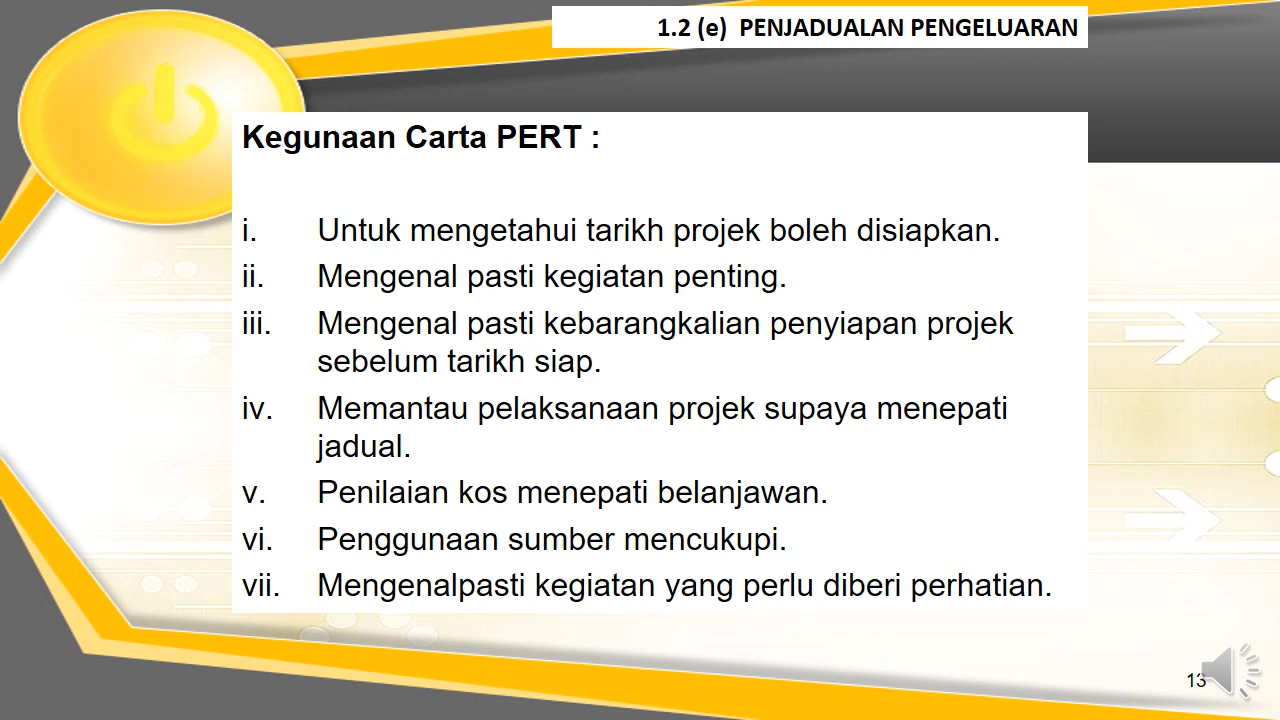 1.2 (e) PENJADUALAN PENGELUARAN
Kegunaan Carta PERT :
i. Untuk mengetahui tarikh projek boleh disiapkan.
ii. Mengenal pasti kegiatan penting.
iii. Mengenal pasti kebarangkalian penyiapan projek
sebelum tarikh siap.
iv. Memantau pelaksanaan projek supaya menepati
jadual.
v. Penilaian kos menepati belanjawan.
vi. Penggunaan sumber mencukupi.
vii. Mengenalpasti kegiatan yang perlu diberi perhatian.
13